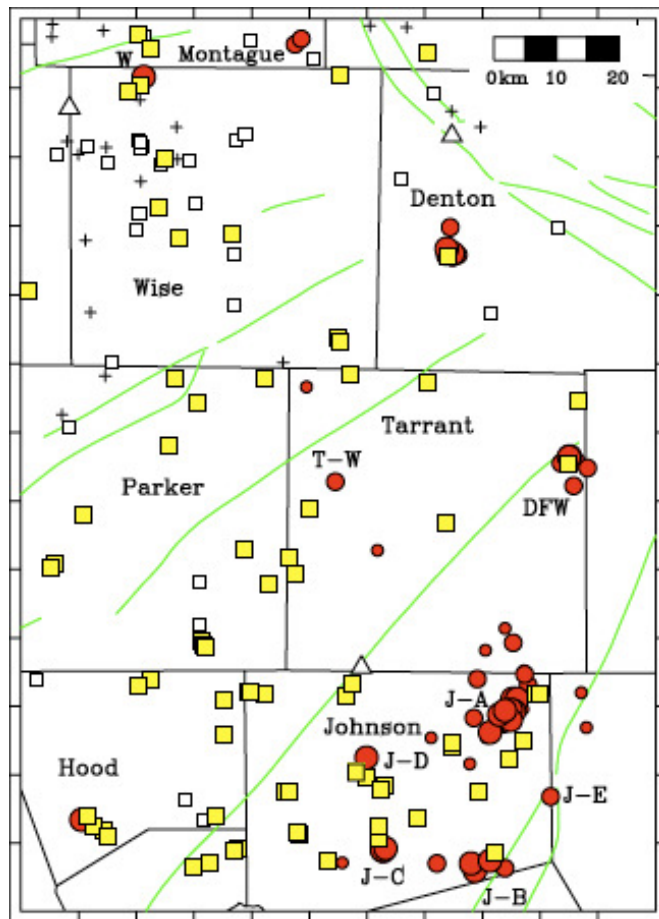 Montague
W
0km 10 20
Denton
Wise
Tarrant
T-W
Parker
DFW
J-A
Johnson
J-D
Hood
J-E
J-C
J-B